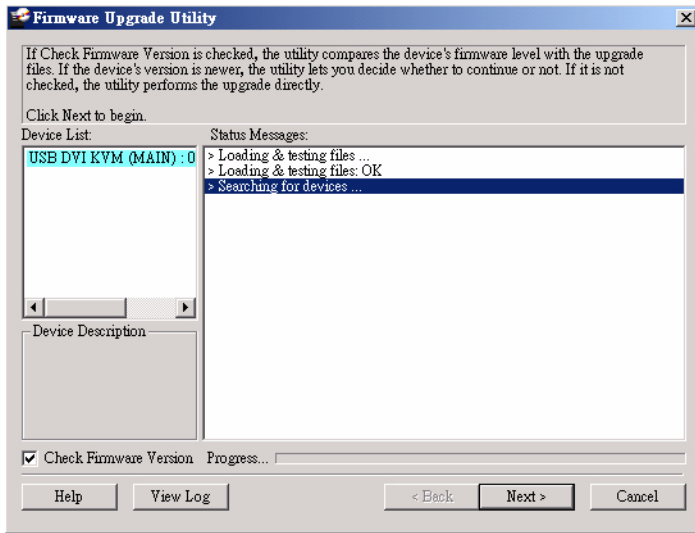 Firmware Upgrade Utility
If Check Firmware Version is checked, the utility compares the device's firmware level with the upgrade
files. If the device's version is newer, the utility lets you decide whether to continue or not. If it is not
checked, the utility performs the upgrade directly.
Click Next to begin.
Device List:
Status Messages:
USB DVI KVM (MAIN) : 0
> Loading & testing files ...
> Loading & testing files: OK
> Searching for devices ...
Device Description
Check Firmware Version
Progress...
Help
View Log
< Back
Next >
Cancel